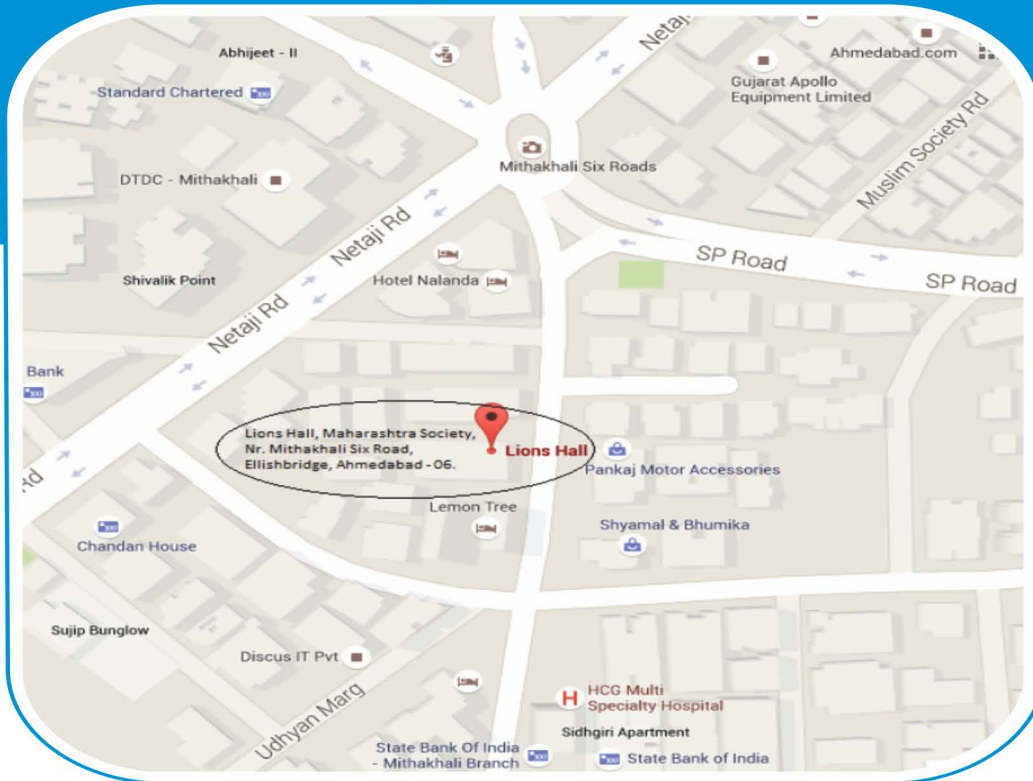 Abhijeet - II
Netaji
Ahmedabad.com
Standard Chartered
Gujarat Apollo
Equipment Limited
Mithakhali Six Roads
Muslim Society Rd
DTDC - Mithakhali
Netaji Rd
SP Road
SP Road
Shivalik Point
Hotel Nalanda
Netaji Rd
Bank
Lions Hall, Maharashtra Society,
Nr. Mithakhali Six Road,
Ellishbridge, Ahmedabad - 06.
Lions Hall
Pankaj Motor Accessories
Rd
Lemon Tree
Shyamal & Bhumika
Chandan House
Sujip Bunglow
Discus IT Pvt
Udhyan Marg
HCG Multi
Specialty Hospital
Sidhgiri Apartment
State Bank Of India
- Mithakhali Branch
State Bank of India